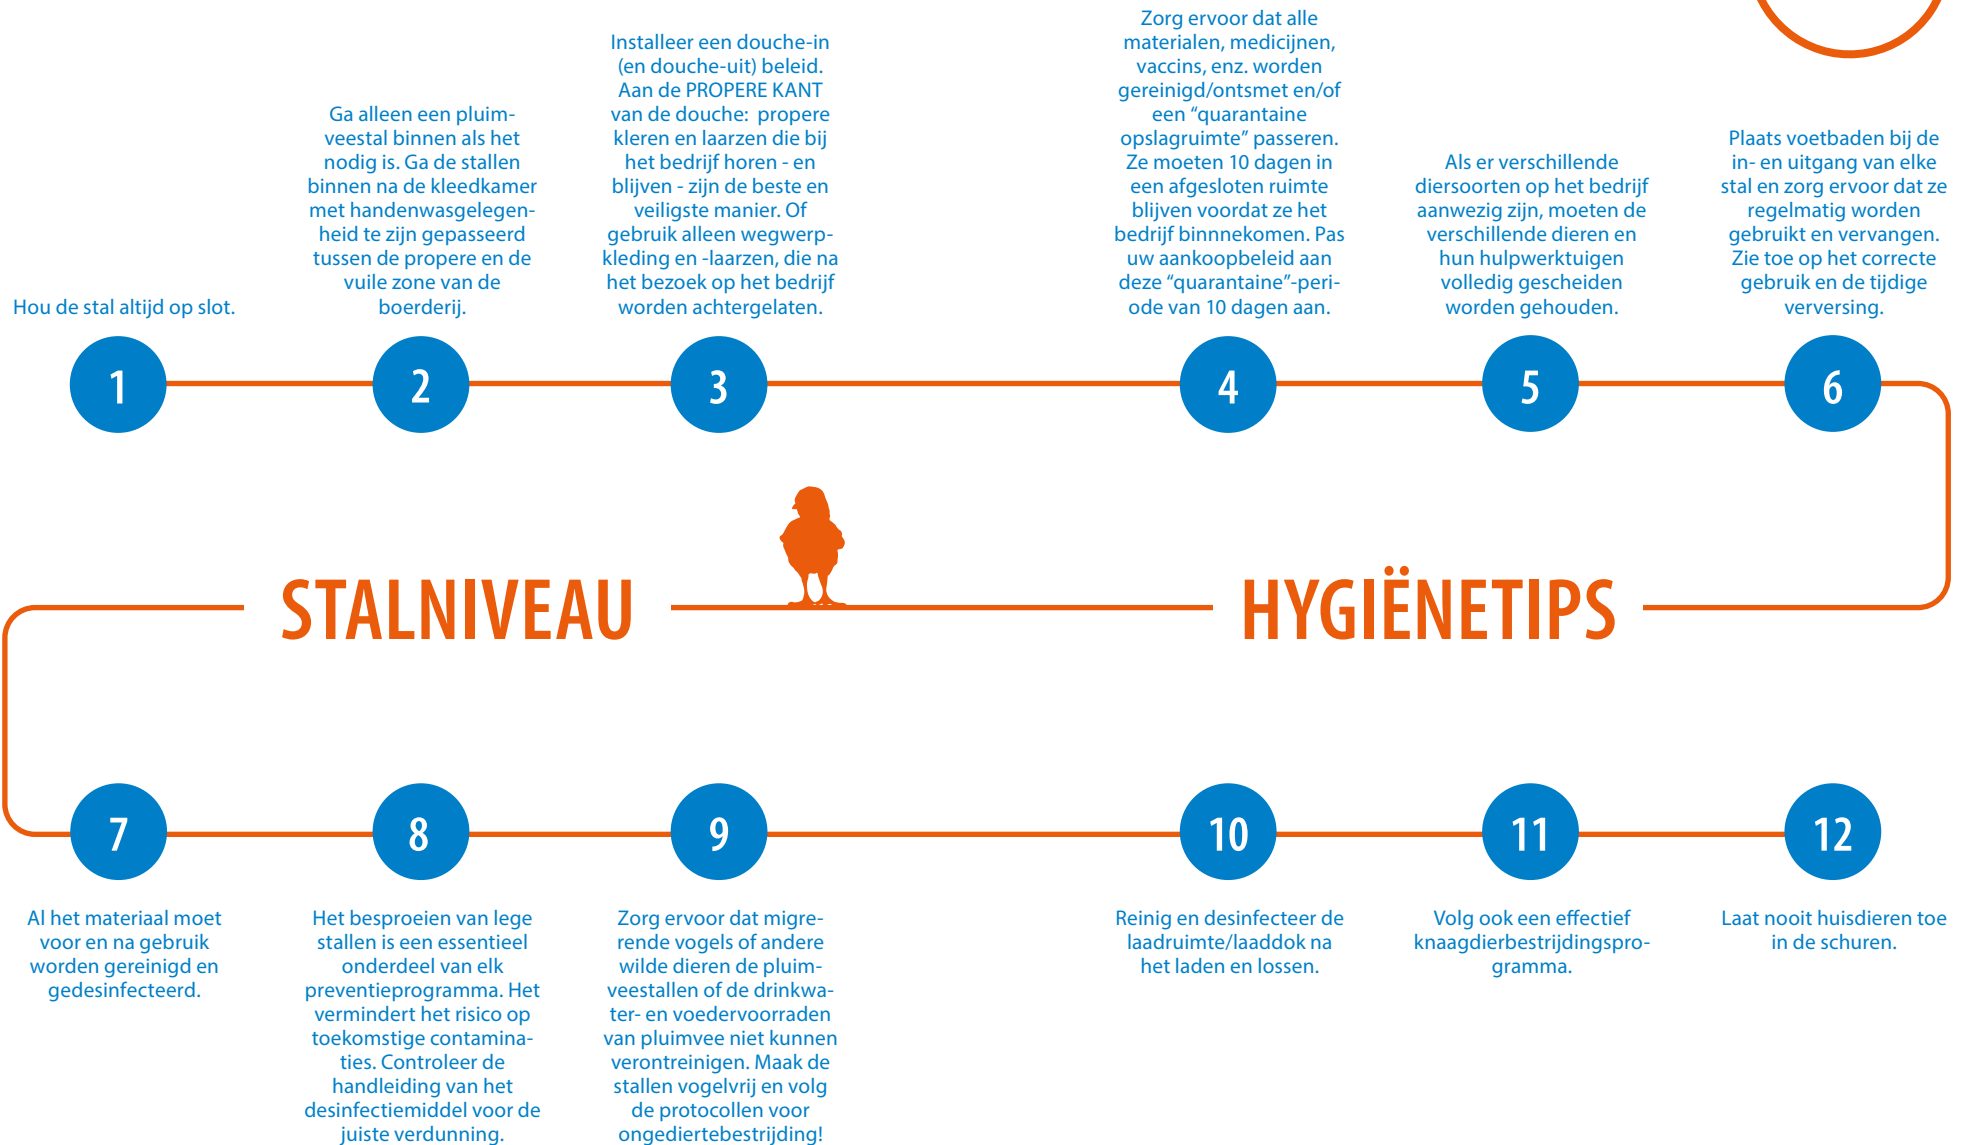 Hou de stal altijd op slot.
1
Ga alleen een pluim-
veestal binnen als het
nodig is. Ga de stallen
binnen na de kleedkamer
met handenwasgelegen-
heid te zijn gepasseerd
tussen de propere en de
vuile zone van de
boerderij.
2
Installeer een douche-in
(en douche-uit) beleid.
Aan de PROPERE KANT
van de douche: propere
kleren en laarzen die bij
het bedrijf horen - en
blijven - zijn de beste en
veiligste manier. Of
gebruik alleen wegwerp-
kleding en -laarzen, die na
het bezoek op het bedrijf
worden achtergelaten.
3
Zorg ervoor dat alle
materialen, medicijnen,
vaccins, enz. worden
gereinigd/ontsmet en/of
een “quarantaine
opslagruimte” passeren.
Ze moeten 10 dagen in
een afgesloten ruimte
blijven voordat ze het
bedrijf binnnekomen. Pas
uw aankoopbeleid aan
deze “quarantaine”-peri-
ode van 10 dagen aan.
4
Als er verschillende
diersoorten op het bedrijf
aanwezig zijn, moeten de
verschillende dieren en
hun hulpwerktuigen
volledig gescheiden
worden gehouden.
5
Plaats voetbaden bij de
in- en uitgang van elke
stal en zorg ervoor dat ze
regelmatig worden
gebruikt en vervangen.
Zie toe op het correcte
gebruik en de tijdige
verversing.
6
STALNIVEAU
HYGIËNETIPS
7
Al het materiaal moet
voor en na gebruik
worden gereinigd en
gedesinfecteerd.
8
Het besproeien van lege
stallen is een essentieel
onderdeel van elk
preventieprogramma. Het
vermindert het risico op
toekomstige contamina-
ties. Controleer de
handleiding van het
desinfectiemiddel voor de
juiste verdunning.
9
Zorg ervoor dat migre-
rende vogels of andere
wilde dieren de pluim-
veestallen of de drinkwa-
ter- en voedervoorraden
van pluimvee niet kunnen
verontreinigen. Maak de
stallen vogelvrij en volg
de protocollen voor
ongediertebestrijding!
10
Reinig en desinfecteer de
laadruimte/laaddok na
het laden en lossen.
11
Volg ook een effectief
knaagdierbestrijdingspro-
gramma.
12
Laat nooit huisdieren toe
in de schuren.